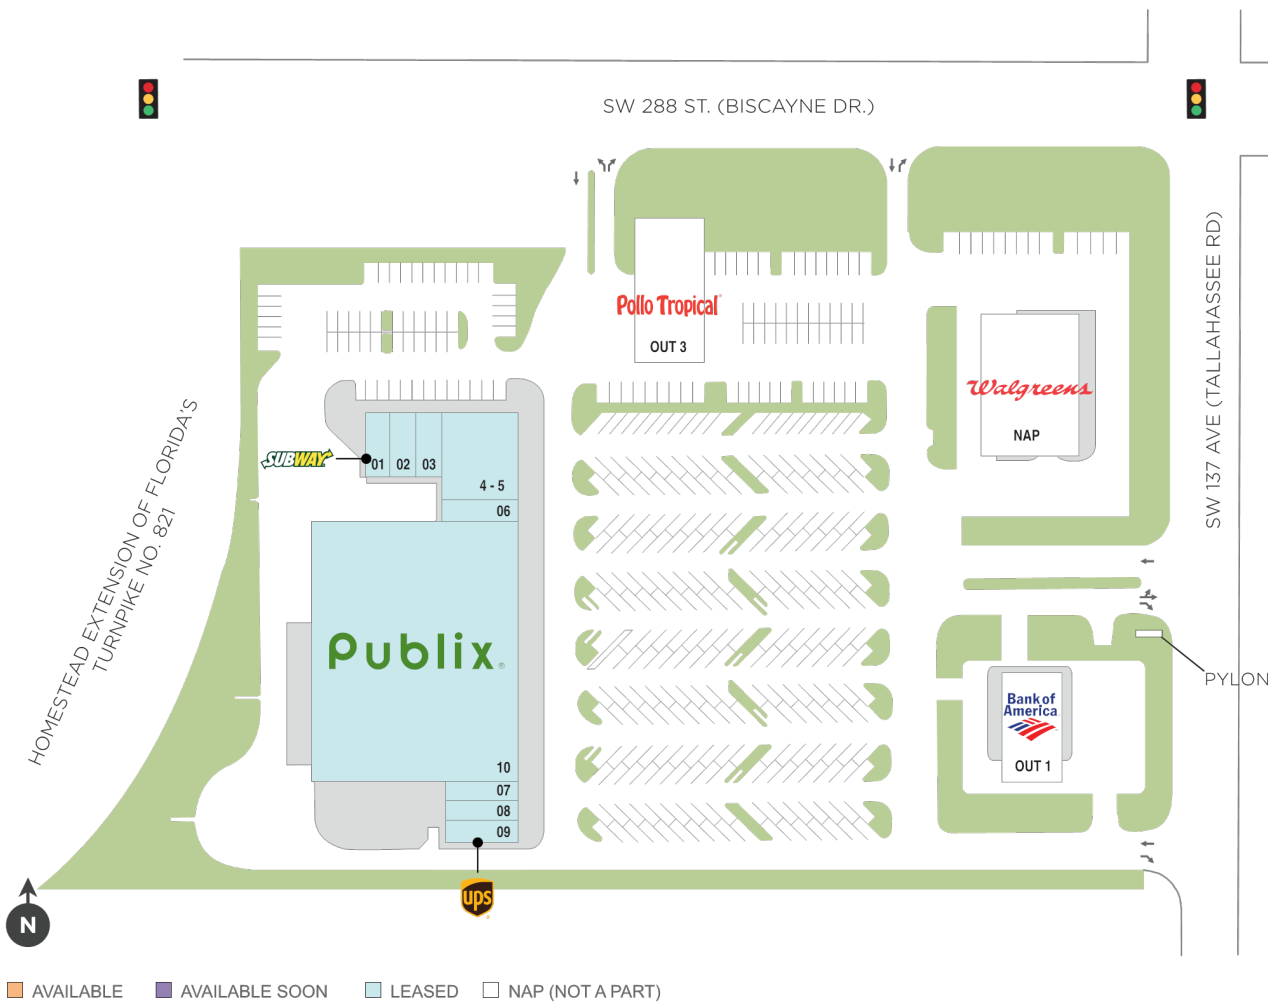 SW 288 ST. (BISCAYNE DR.)
SW 137 AVE (TALLAHASSEE RD)
HOMESTEAD EXTENSION OF FLORIDA'S
TURNPIKE NO. 821
Pollo Tropical
OUT 3
Walgreens
NAP
SUBWAY
01
02
03
4 - 5
06
Publix®
10
07
08
09
ups
Bank of
America
OUT 1
PYLON
N
AVAILABLE
AVAILABLE SOON
LEASED
NAP (NOT A PART)